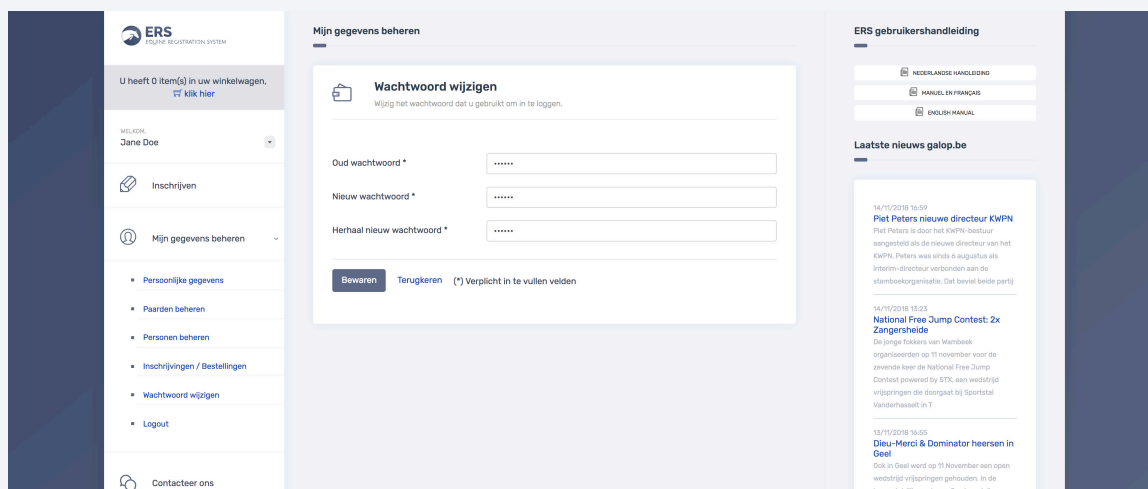 ERS
EQUINE REGISTRATION SYSTEM
U heeft 0 item(s) in uw winkelwagen,
klik hier
WELKOM,
Jane Doe
Inschrijven
Mijn gegevens beheren
Persoonlijke gegevens
Paarden beheren
Personen beheren
Inschrijvingen / Bestellingen
Wachtwoord wijzigen
Logout
Contacteer ons
Mijn gegevens beheren
Wachtwoord wijzigen
Wijzig het wachtwoord dat u gebruikt om in te loggen.
Oud wachtwoord *
Nieuw wachtwoord *
Herhaal nieuw wachtwoord *
Bewaren Terugkeren (*) Verplicht in te vullen velden
ERS gebruikershandleiding
NEDERLANDSE HANDLEIDING
MANUEL EN FRANÇAIS
ENGLISH MANUAL
Laatste nieuws galop.be
14/11/2018 16:59
Piet Peters nieuwe directeur KWPN
Piet Peters is door het KWPN-bestuur
aangesteld als de nieuwe directeur van het
KWPN. Peters was sinds 6 augustus als
interim-directeur verbonden aan de
stamboekorganisatie. Dat beviel beide partij
14/11/2018 13:23
National Free Jump Contest: 2x
Zangersheide
De jonge fokkers van Wambeek
organiseerden op 11 november voor de
zevende keer de National Free Jump
Contest powered by STX, een wedstrijd
vrijspringen die doorgaat bij Sportstal
Vanderhasselt in T
13/11/2018 16:55
Dieu-Merci & Dominator heersen in
Geel
Ook in Geel werd op 11 November een open
wedstrijd vrijspringen gehouden. In de